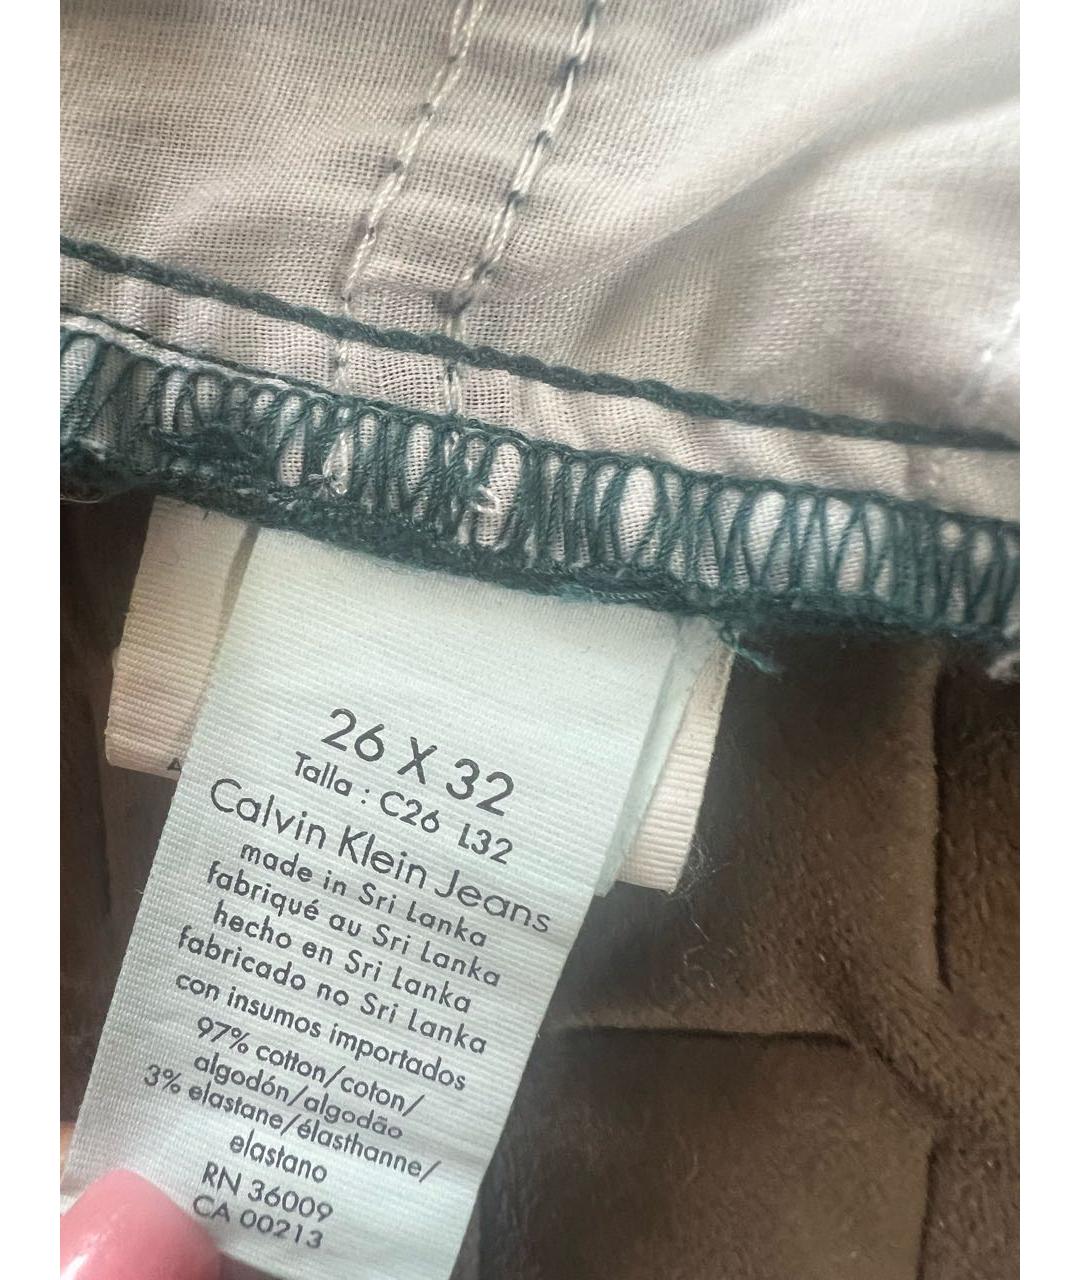 26 X 32
Talla : C26 L32
Calvin Klein Jeans
made in Sri Lanka
fabriqué au Sri Lanka
hecho en Sri Lanka
fabricado no Sri Lanka
con insumos importados
97% cotton/coton/
algodón/algodão
3% elastane/élasthanne/
elastano
RN 36009
CA 00213